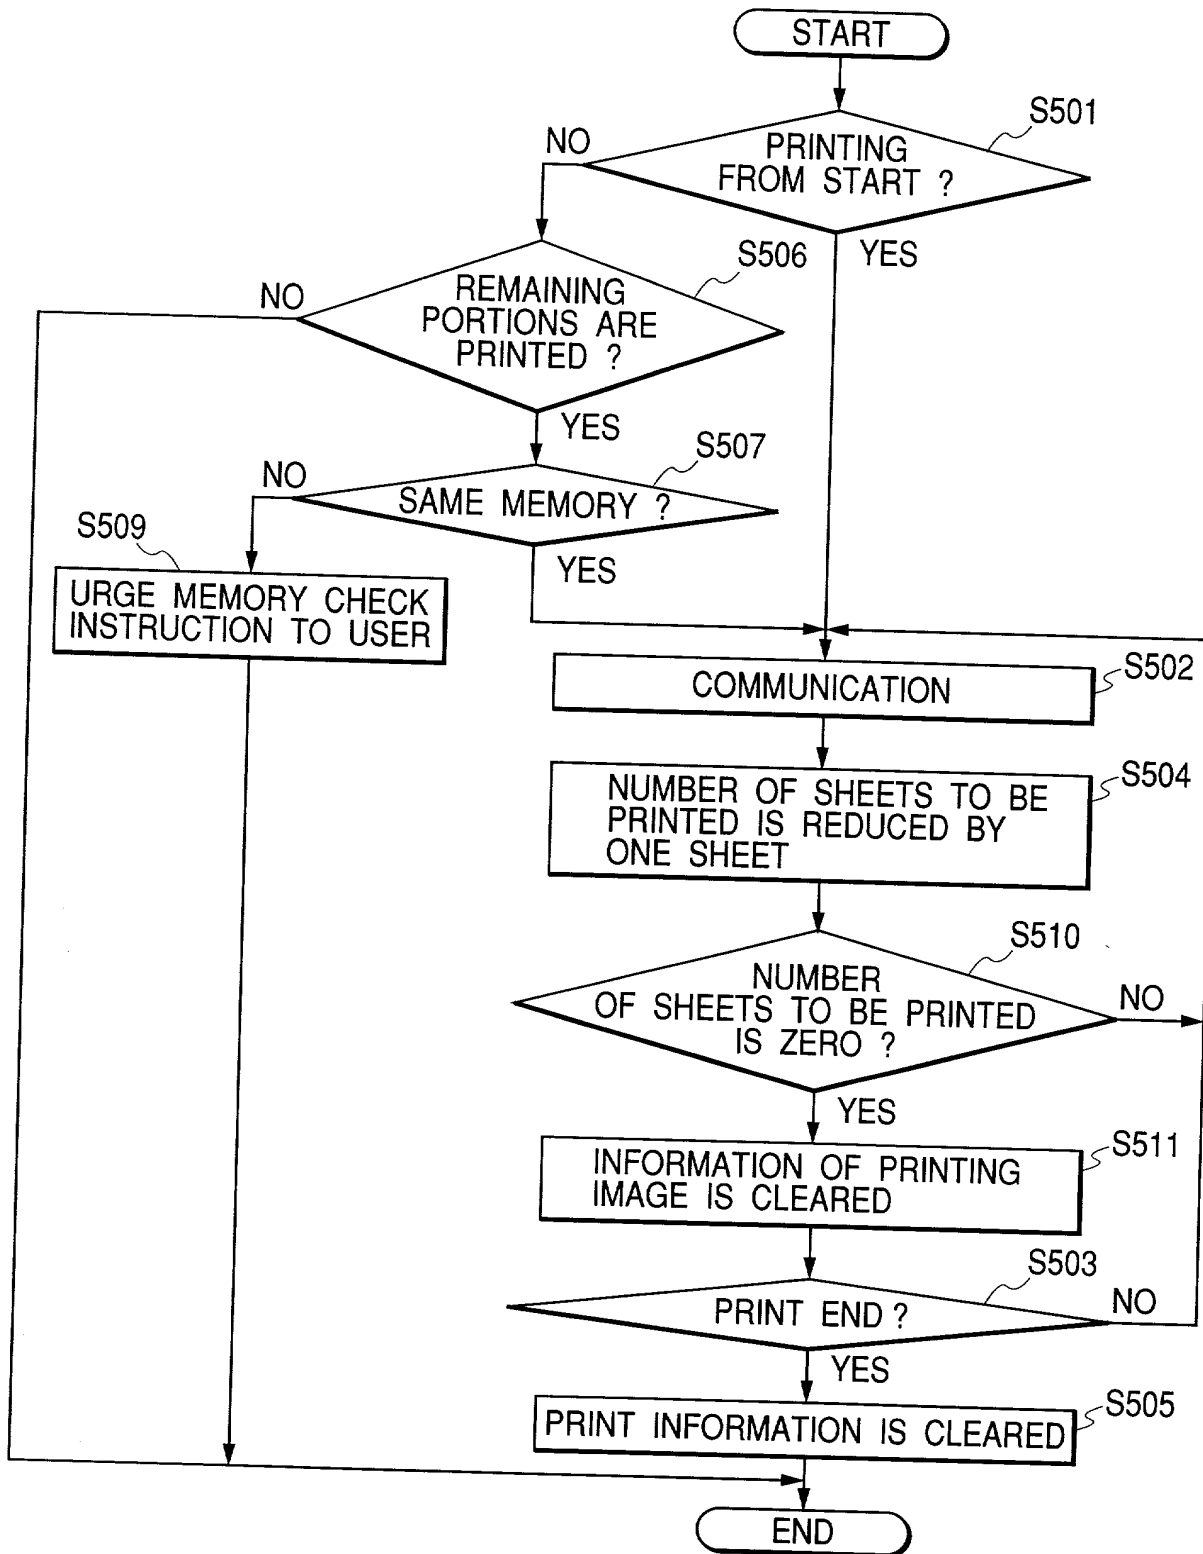 START
S501
NO
PRINTING
FROM START ?
YES
S506
NO
REMAINING
PORTIONS ARE
PRINTED ?
YES
S507
NO
SAME MEMORY ?
S509
YES
URGE MEMORY CHECK
INSTRUCTION TO USER
S502
COMMUNICATION
S504
NUMBER OF SHEETS TO BE
PRINTED IS REDUCED BY
ONE SHEET
S510
NUMBER
OF SHEETS TO BE PRINTED
IS ZERO ?
NO
YES
S511
INFORMATION OF PRINTING
IMAGE IS CLEARED
S503
PRINT END ?
NO
YES
S505
PRINT INFORMATION IS CLEARED
END